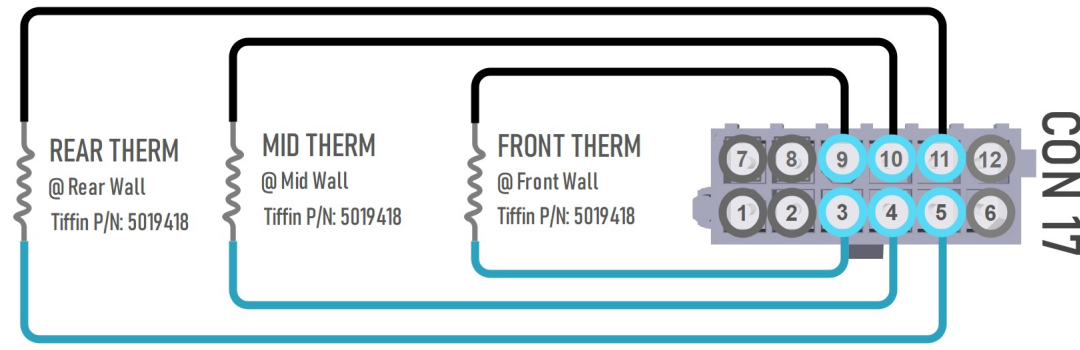 REAR THERM
@ Rear Wall
Tiffin P/N: 5019418
MID THERM
@ Mid Wall
Tiffin P/N: 5019418
FRONT THERM
@ Front Wall
Tiffin P/N: 5019418
7 8 9 10 11 12
1 2 3 4 5 6
CON 17